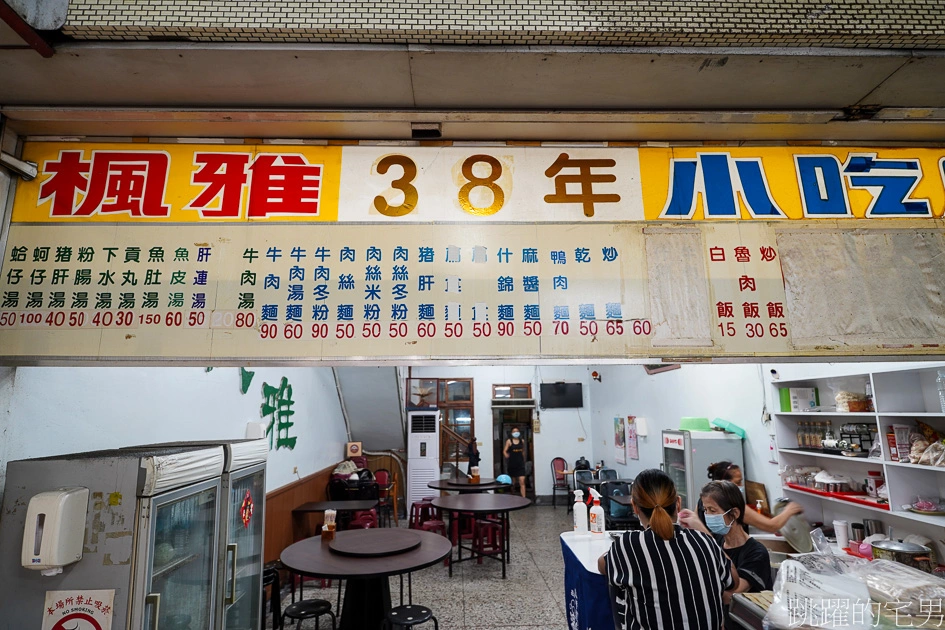 楓雅 38年 小吃
蛤仔湯 50
蚵仔湯 100
豬肝湯 40
粉腸湯 50
下水湯 40
貢丸湯 30
魚肚湯 150
魚皮湯 60
肝連湯 50
牛肉湯 80
牛肉麵 90
牛肉湯麵 60
牛肉冬粉 90
肉絲麵 50
肉絲米粉 50
肉絲冬粉 50
豬肝麵 60
麵 50
麵 50
什錦麵 90
麻醬麵 50
鴨肉麵 70
乾麵 50
炒麵 65
60
白飯 15
魯肉飯 30
炒飯 65
雅
本場所禁止吸菸
NO SMOKING
跳躍的宅男